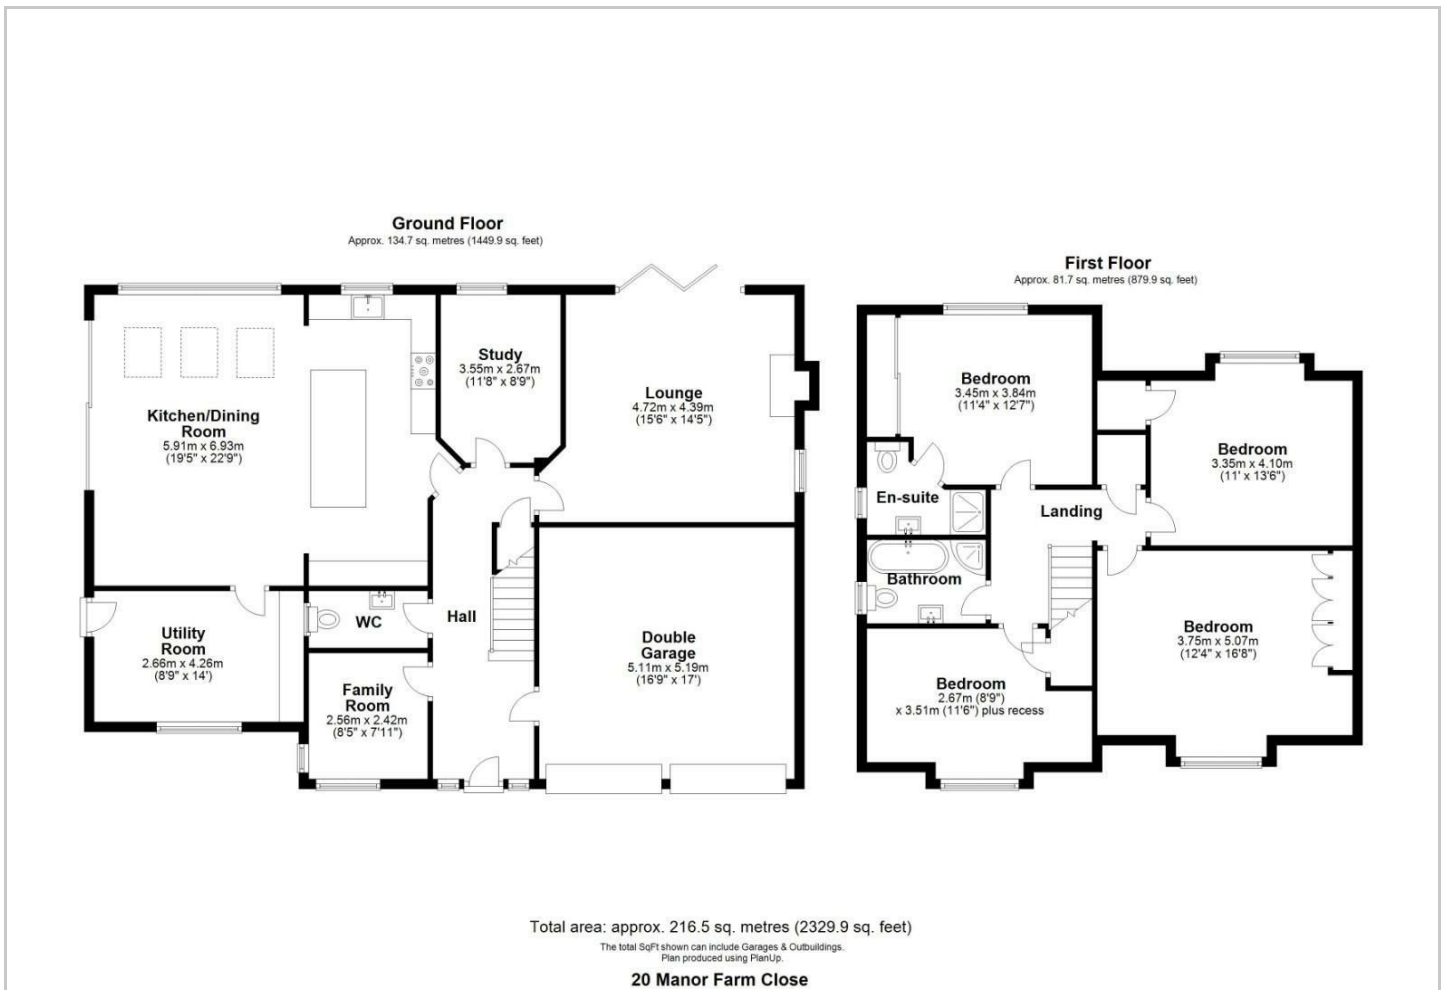 Ground Floor
Approx. 134.7 sq. metres (1449.9 sq. feet)
Kitchen/Dining
Room
5.91m x 6.93m
(19'5" x 22'9")
Study
3.55m x 2.67m
(11'8" x 8'9")
Lounge
4.72m x 4.39m
(15'6" x 14'5")
Utility
Room
2.66m x 4.26m
(8'9" x 14')
WC
Hall
Family
Room
2.56m x 2.42m
(8'5" x 7'11")
Double
Garage
5.11m x 5.19m
(16'9" x 17')
First Floor
Approx. 81.7 sq. metres (879.9 sq. feet)
Bedroom
3.45m x 3.84m
(11'4" x 12'7")
Bedroom
3.35m x 4.10m
(11' x 13'6")
En-suite
Landing
Bathroom
Bedroom
3.75m x 5.07m
(12'4" x 16'8")
Bedroom
2.67m (8'9")
x 3.51m (11'6") plus recess
Total area: approx. 216.5 sq. metres (2329.9 sq. feet)
The total SqFt shown can include Garages & Outbuildings.
Plan produced using PlanUp.
20 Manor Farm Close